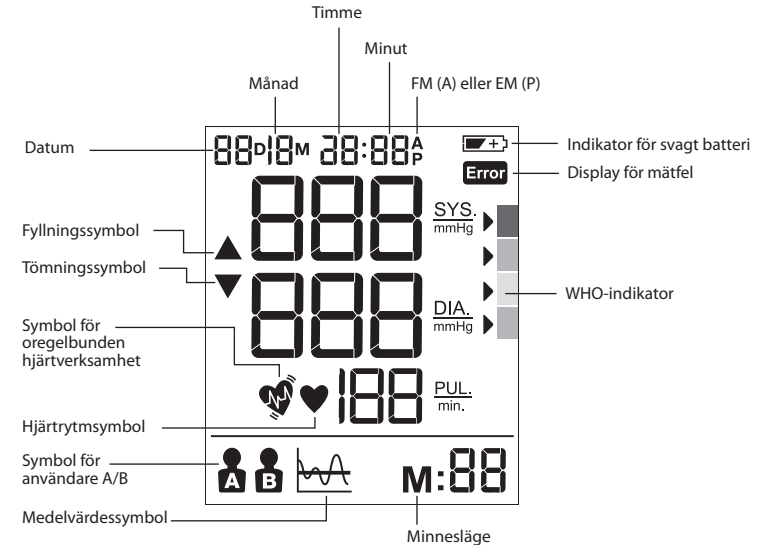 Timme
Minut
Månad
FM (A) eller EM (P)
Datum
88D18M 28:88 A
P
Indikator för svagt batteri
Error
Display för mätfel
888
SYS.
mmHg
Fyllningssymbol
Tömningssymbol
WHO-indikator
888
DIA.
mmHg
Symbol för
oregelbunden
hjärtverksamhet
188
PUL.
min.
Hjärtrytmsymbol
Symbol för
användare A/B
A B
M:88
Medelvärdessymbol
Minnesläge